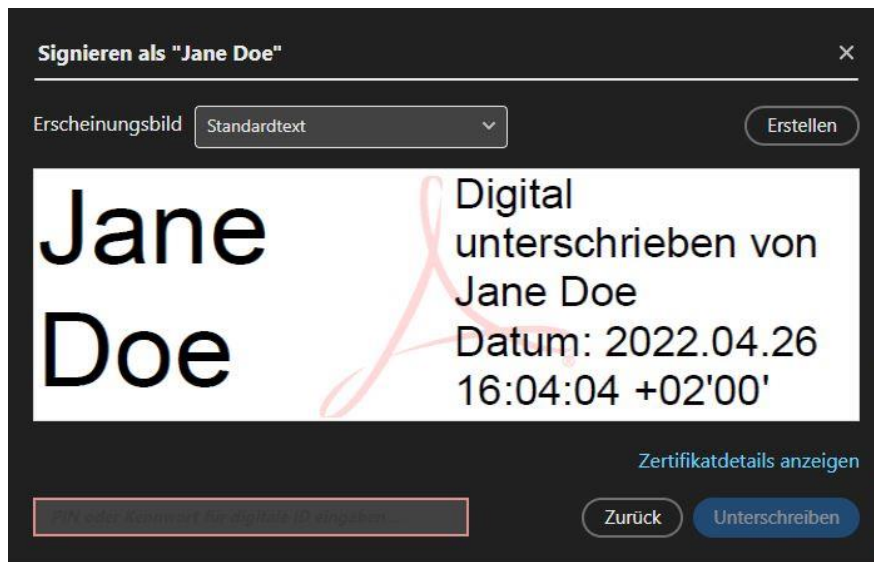 Signieren als "Jane Doe"
Erscheinungsbild Standardtext Erstellen
Jane
Doe
Digital
unterschrieben von
Jane Doe
Datum: 2022.04.26
16:04:04 +02'00'
Zertifikatdetails anzeigen
PIN oder Kennwort für digitale ID eingeben...
Zurück Unterschreiben